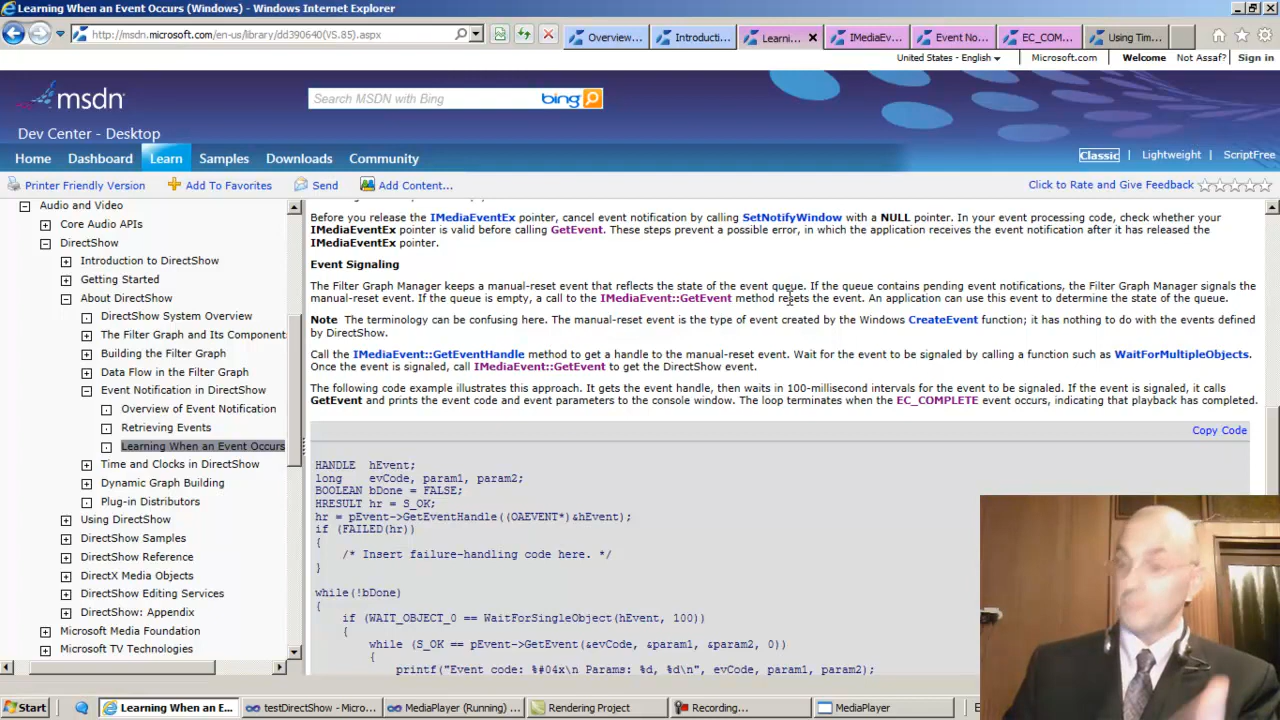 Learning When an Event Occurs (Windows) - Windows Internet Explorer
http://msdn.microsoft.com/en-us/library/dd390640(VS.85).aspx
Overview... Introducti... Learni... IMediaEv... Event No... EC_COM... Using Tim...
United States - English Microsoft.com Welcome Not Assaf? Sign in
msdn
Search MSDN with Bing bing
Dev Center - Desktop
Home Dashboard Learn Samples Downloads Community
Classic | Lightweight | ScriptFree
Printer Friendly Version Add To Favorites Send Add Content...
Click to Rate and Give Feedback
Audio and Video
Core Audio APIs
DirectShow
Introduction to DirectShow
Getting Started
About DirectShow
DirectShow System Overview
The Filter Graph and Its Component
Building the Filter Graph
Data Flow in the Filter Graph
Event Notification in DirectShow
Overview of Event Notification
Retrieving Events
Learning When an Event Occurs
Time and Clocks in DirectShow
Dynamic Graph Building
Plug-in Distributors
Using DirectShow
DirectShow Samples
DirectShow Reference
DirectX Media Objects
DirectShow Editing Services
DirectShow: Appendix
Microsoft Media Foundation
Microsoft TV Technologies
Before you release the IMediaEventEx pointer, cancel event notification by calling SetNotifyWindow with a NULL pointer. In your event processing code, check whether your
IMediaEventEx pointer is valid before calling GetEvent. These steps prevent a possible error, in which the application receives the event notification after it has released the
IMediaEventEx pointer.
Event Signaling
The Filter Graph Manager keeps a manual-reset event that reflects the state of the event queue. If the queue contains pending event notifications, the Filter Graph Manager signals the
manual-reset event. If the queue is empty, a call to the IMediaEvent::GetEvent method resets the event. An application can use this event to determine the state of the queue.
Note The terminology can be confusing here. The manual-reset event is the type of event created by the Windows CreateEvent function; it has nothing to do with the events defined
by DirectShow.
Call the IMediaEvent::GetEventHandle method to get a handle to the manual-reset event. Wait for the event to be signaled by calling a function such as WaitForMultipleObjects.
Once the event is signaled, call IMediaEvent::GetEvent to get the DirectShow event.
The following code example illustrates this approach. It gets the event handle, then waits in 100-millisecond intervals for the event to be signaled. If the event is signaled, it calls
GetEvent and prints the event code and event parameters to the console window. The loop terminates when the EC_COMPLETE event occurs, indicating that playback has completed.
Copy Code
HANDLE hEvent;
long evCode, param1, param2;
BOOLEAN bDone = FALSE;
HRESULT hr = S_OK;
hr = pEvent->GetEventHandle((OAEVENT*)&hEvent);
if (FAILED(hr))
{
/* Insert failure-handling code here. */
}
while(!bDone)
{
if (WAIT_OBJECT_0 == WaitForSingleObject(hEvent, 100))
{
while (S_OK == pEvent->GetEvent(&evCode, &param1, &param2, 0))
{
printf("Event code: %#04x\n Params: %d, %d\n", evCode, param1, param2);
Start Learning When an E... testDirectShow - Micro... MediaPlayer (Running) ... Rendering Project Recording... MediaPlayer